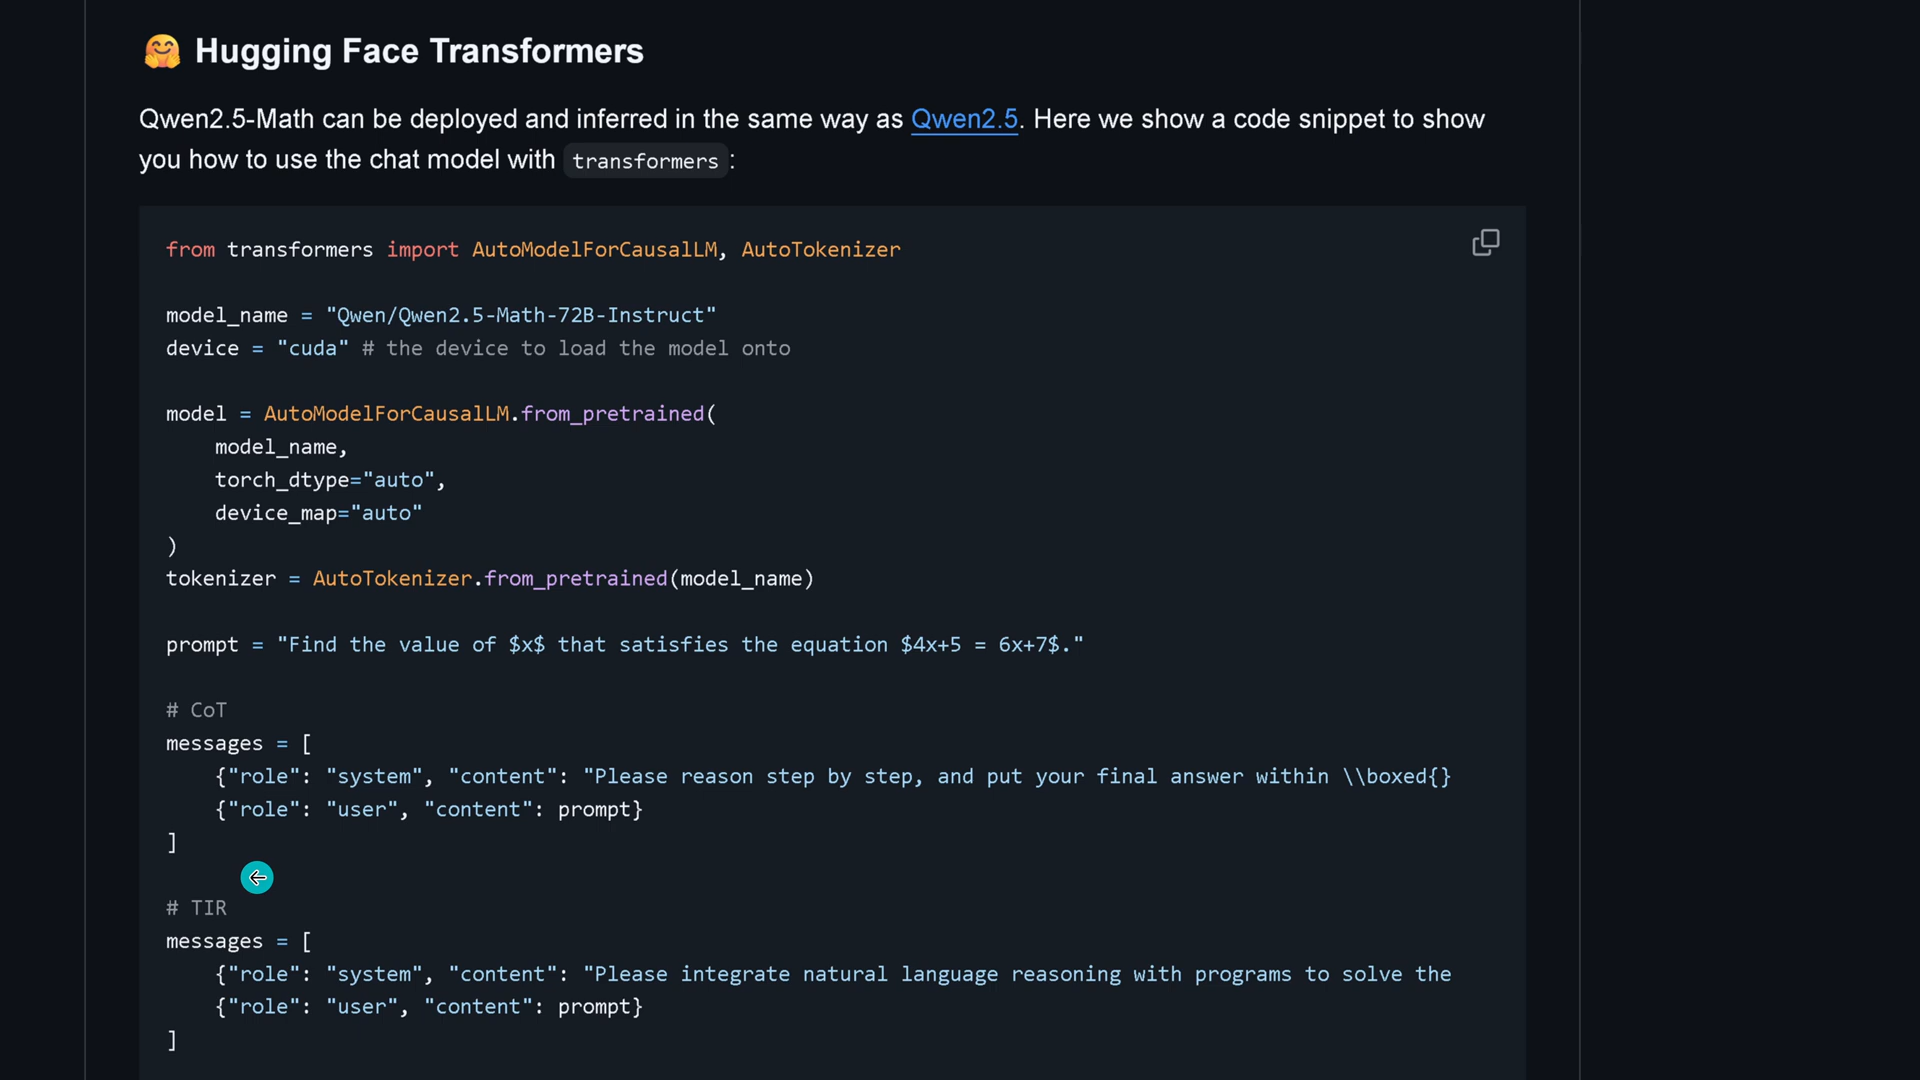 🤗 Hugging Face Transformers
Qwen2.5-Math can be deployed and inferred in the same way as Qwen2.5. Here we show a code snippet to show
you how to use the chat model with transformers:
from transformers import AutoModelForCausalLM, AutoTokenizer
model_name = "Qwen/Qwen2.5-Math-72B-Instruct"
device = "cuda" # the device to load the model onto
model = AutoModelForCausalLM.from_pretrained(
    model_name,
    torch_dtype="auto",
    device_map="auto"
)
tokenizer = AutoTokenizer.from_pretrained(model_name)
prompt = "Find the value of $x$ that satisfies the equation $4x+5 = 6x+7$."
# CoT
messages = [
    {"role": "system", "content": "Please reason step by step, and put your final answer within \\boxed{}
    {"role": "user", "content": prompt}
]
# TIR
messages = [
    {"role": "system", "content": "Please integrate natural language reasoning with programs to solve the
    {"role": "user", "content": prompt}
]